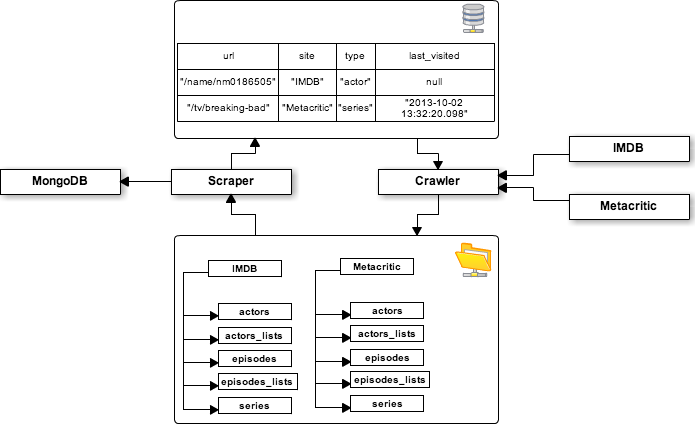 url site type last_visited
"/name/nm0186505" "IMDB" "actor" null
"/tv/breaking-bad" "Metacritic" "series" "2013-10-02
13:32:20.098"
IMDB
MongoDB Scraper Crawler
Metacritic
IMDB Metacritic
actors actors
actors_lists actors_lists
episodes episodes
episodes_lists episodes_lists
series series